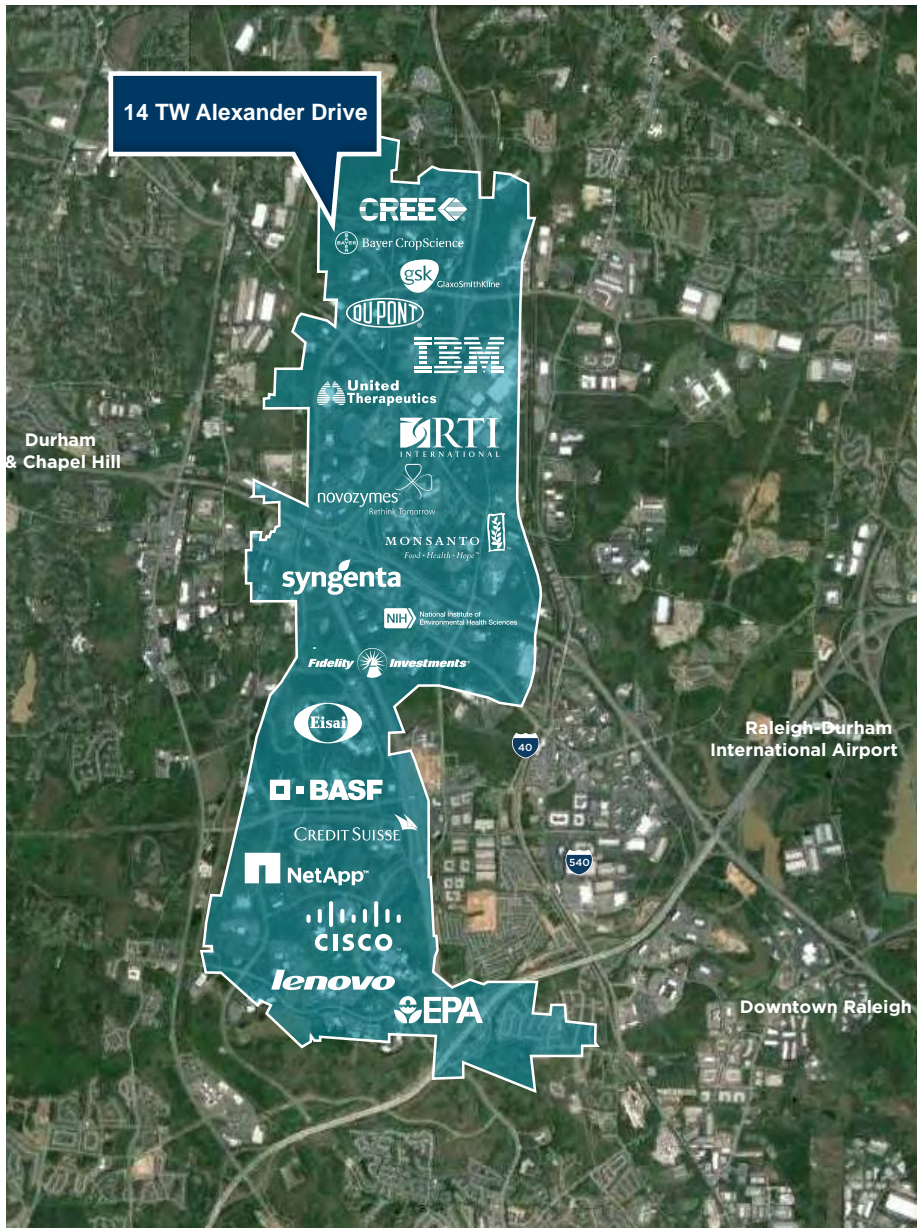 14 TW Alexander Drive
CREE
BAYER
Bayer CropScience
gsk
GlaxoSmithKline
DUPONT
IBM
United
Therapeutics
RTI
INTERNATIONAL
Durham
& Chapel Hill
novozymes
Rethink Tomorrow
MONSANTO
Food · Health · Hope™
syngenta
NIH
National Institute of
Environmental Health Sciences
Fidelity Investments®
Eisai
Raleigh-Durham
International Airport
40
BASF
CREDIT SUISSE
540
NetApp™
CISCO
lenovo
EPA
Downtown Raleigh